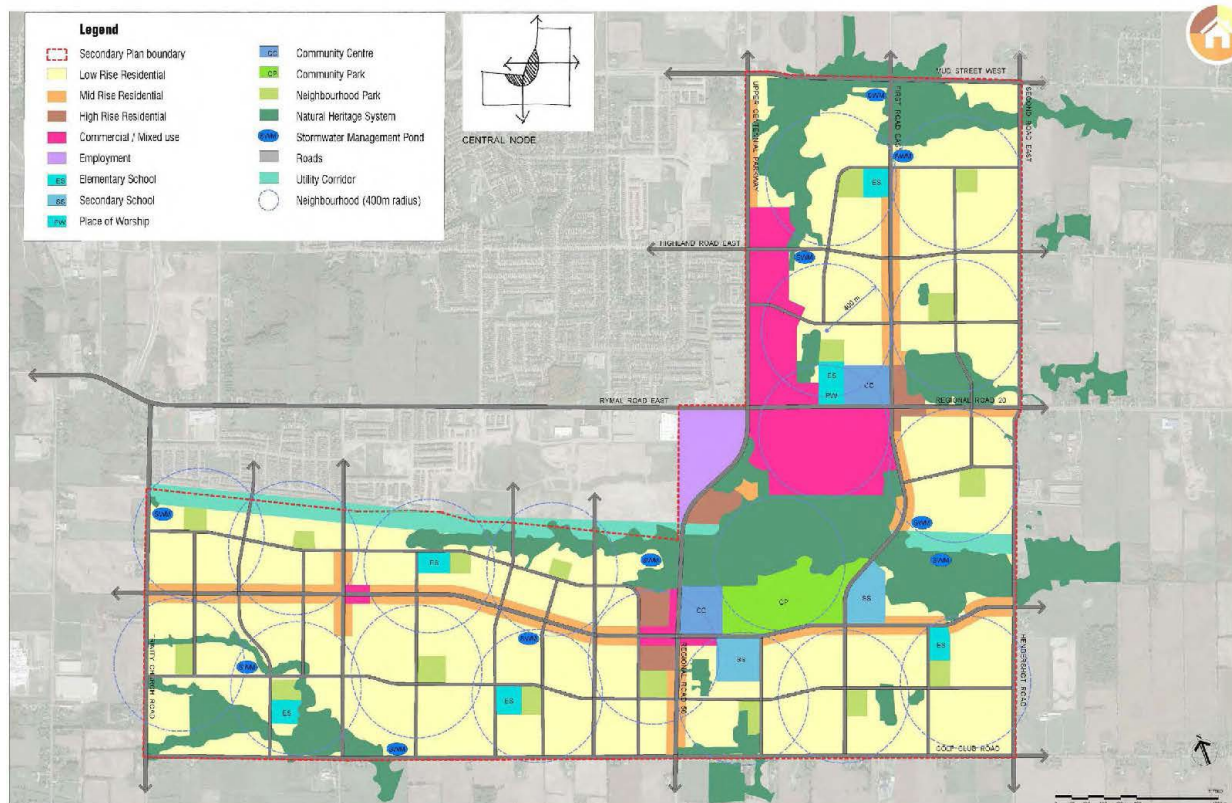 Legend
Secondary Plan boundary
Low Rise Residential
Mid Rise Residential
High Rise Residential
Commercial / Mixed use
Employment
ES Elementary School
SS Secondary School
PW Place of Worship
CC Community Centre
CP Community Park
Neighbourhood Park
Natural Heritage System
SWM Stormwater Management Pond
Roads
Utility Corridor
Neighbourhood (400m radius)
CENTRAL NODE
MUD STREET WEST
UPPER CENTENNIAL PARKWAY
FIRST ROAD EAST
SECOND ROAD EAST
SWM
SWM
ES
HIGHLAND ROAD EAST
SWM
400 m
ES
CC
PW
RYMAL ROAD EAST
REGIONAL ROAD 20
SWM
SWM
SWM
SWM
ES
CC
CP
SS
SWM
SS
ES
SWM
ES
ES
TRINITY CHURCH ROAD
REGIONAL ROAD 56
HENDERSHOT ROAD
SWM
GOLF CLUB ROAD